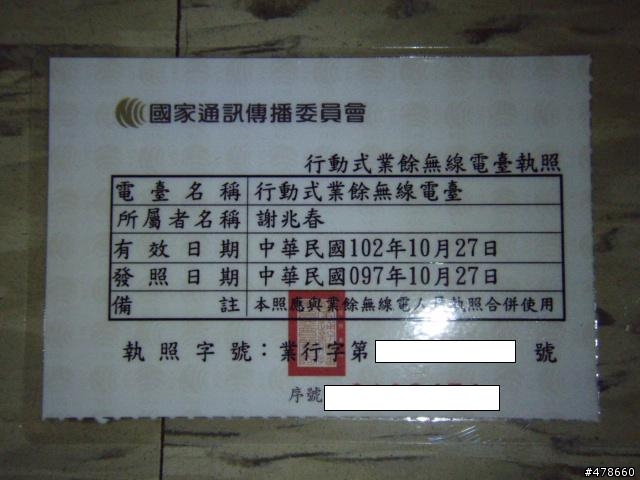 國家通訊傳播委員會
行動式業餘無線電臺執照
電臺名稱 行動式業餘無線電臺
所屬者名稱 謝兆春
有效日期 中華民國102年10月27日
發照日期 中華民國097年10月27日
備註 本照應與業餘無線電人員執照合併使用
執照字號：業行字第 號
序號
#478660